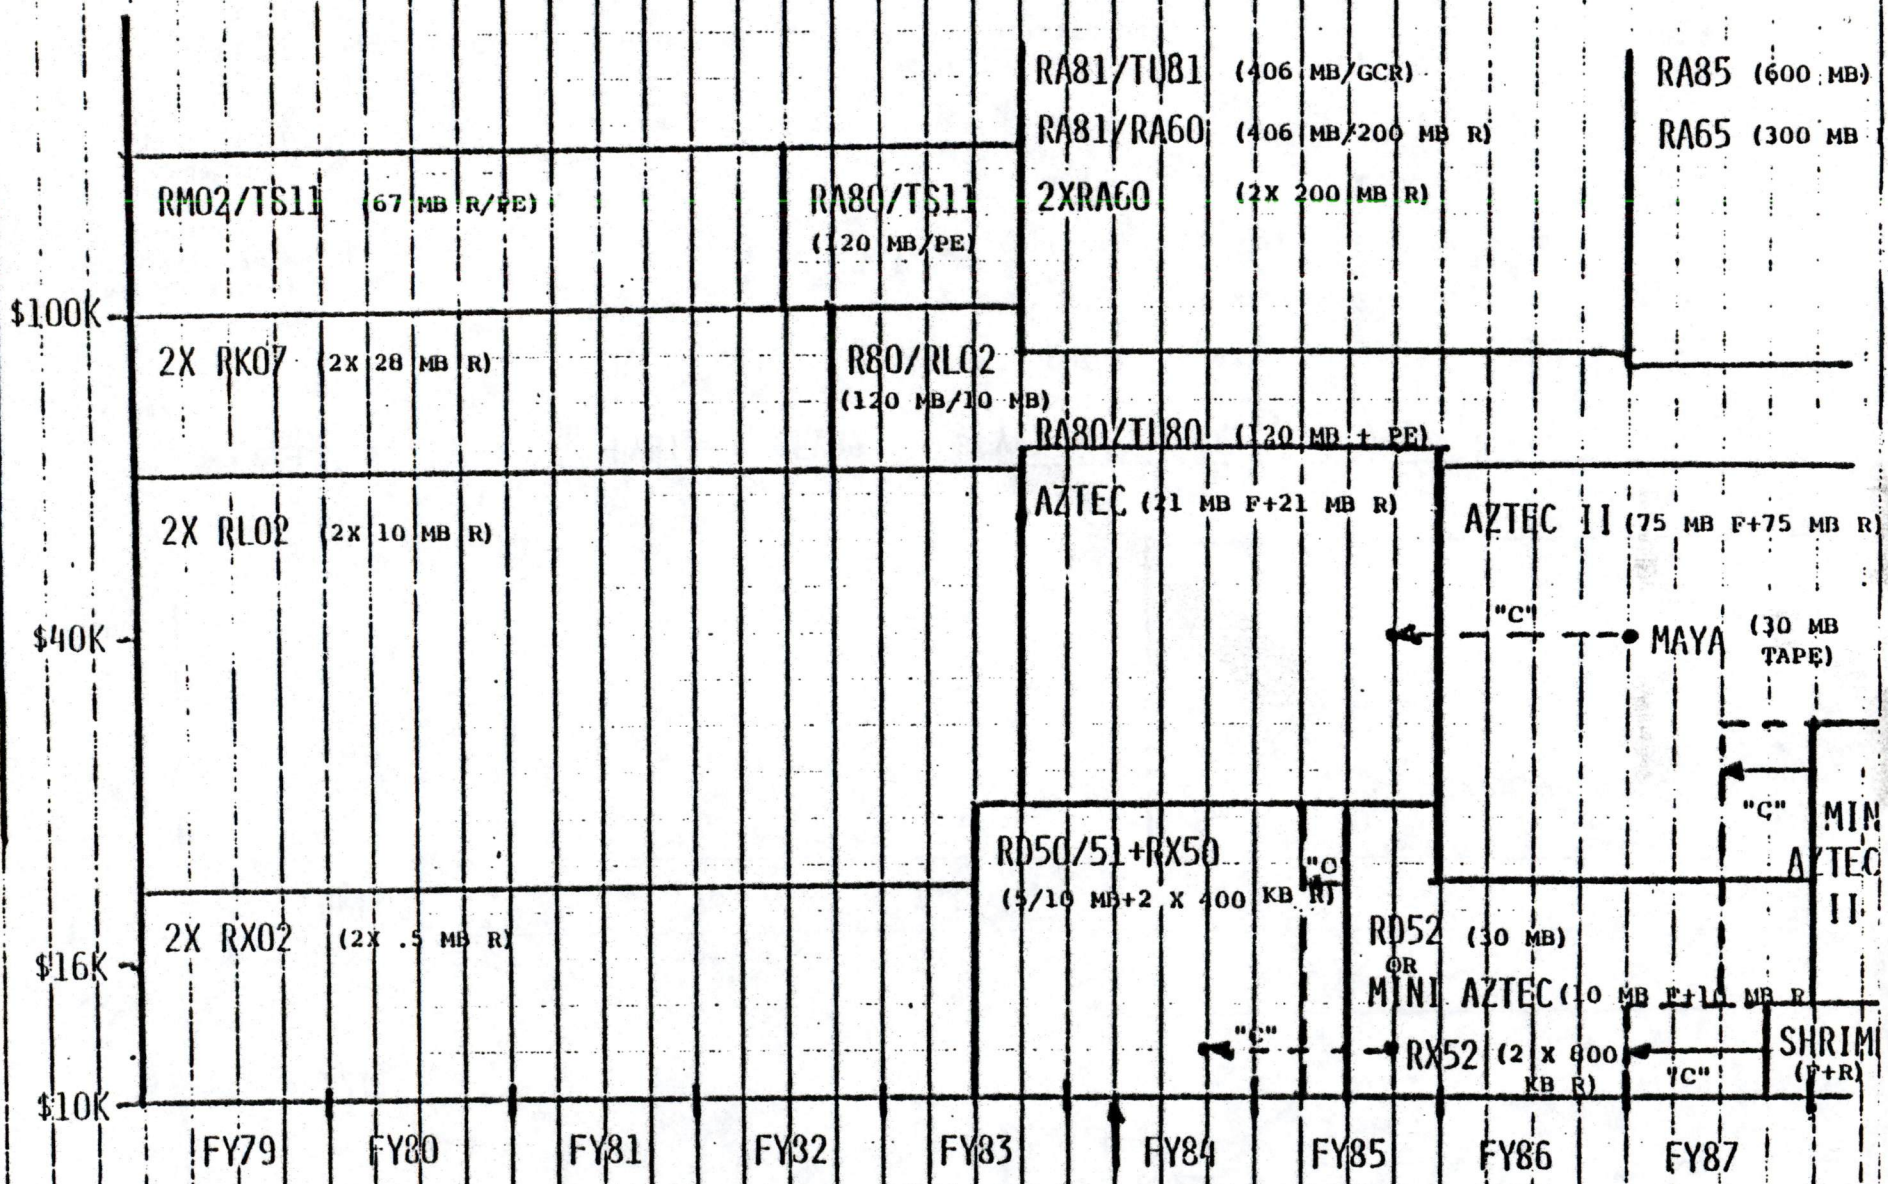 RA81/TU81 (406 MB/GCR)
RA85 (600 MB)
RA81/RA60 (406 MB/200 MB R)
RA65 (300 MB
RM02/TS11 (67 MB R/PE)
RA80/TS11
(120 MB/PE)
2XRA60 (2X 200 MB R)
$100K
2X RK07 (2X 28 MB R)
R80/RL02
(120 MB/10 MB)
RA80/TU80 (120 MB + PE)
2X RL02 (2X 10 MB R)
AZTEC (21 MB F+21 MB R)
AZTEC II (75 MB F+75 MB R)
$40K
"C"
MAYA (30 MB
TAPE)
"C"
MIN
AZTEC
II
RD50/51+RX50
(5/10 MB+2 X 400 KB R)
2X RX02 (2X .5 MB R)
$16K
RD52 (30 MB)
OR
MINI AZTEC (10 MB F+10 MB R
"C"
RX52 (2 X 800
KB R)
"C"
SHRIM
(F+R)
$10K
FY79 FY80 FY81 FY82 FY83 FY84 FY85 FY86 FY87